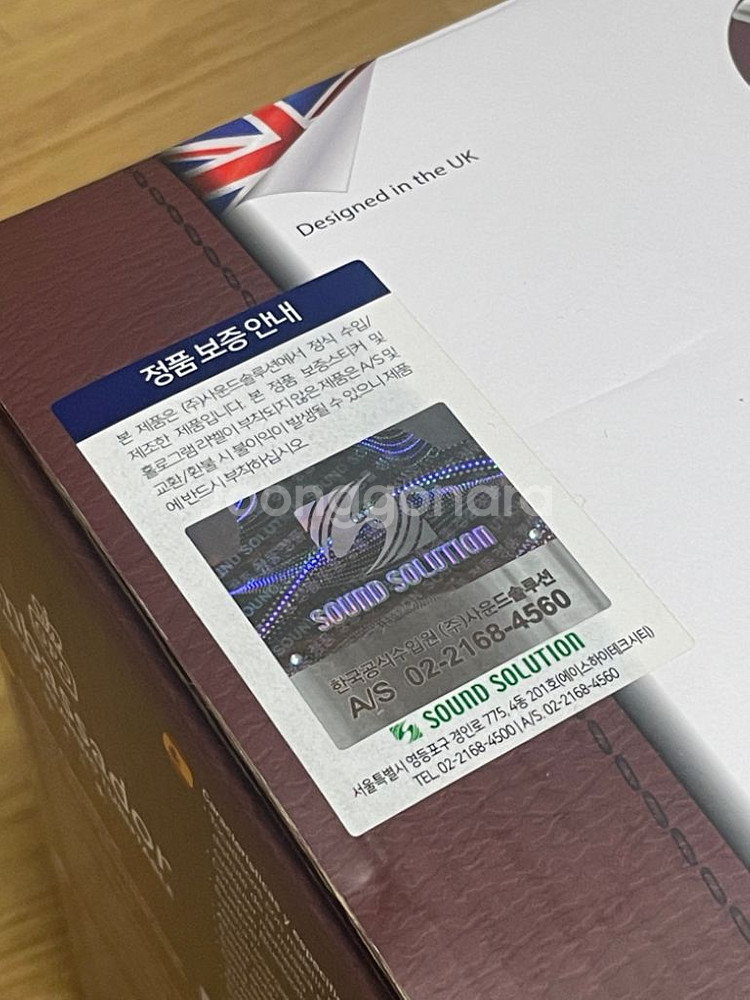 Designed in the UK
정품 보증 안내
본 제품은 (주)사운드솔루션에서 정식 수입/
제조한 제품입니다. 본 정품 보증스티커 및
홀로그램 라벨이 부착되지 않은 제품은 A/S 및
교환/환불 시 불이익이 발생될 수 있으니 제품
에 반드시 부착하십시오
joonggonara
SOUND SOLUTION
한국공식수입원 (주)사운드솔루션
A/S 02-2168-4560
SOUND SOLUTION
서울특별시 영등포구 경인로 775, 4동 201호(에이스하이테크시티)
TEL. 02-2168-4500 | A/S. 02-2168-4560